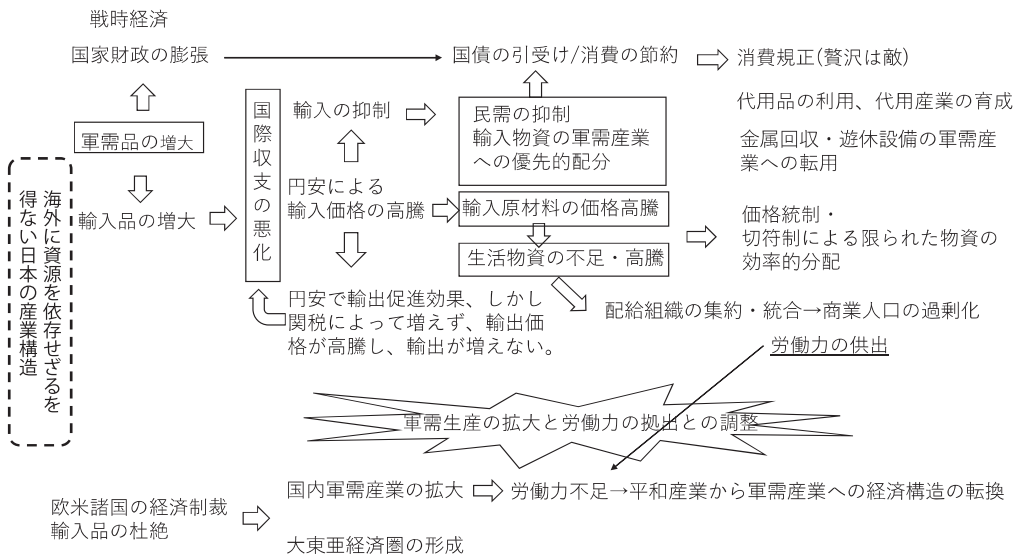 戦時経済
国家財政の膨張
国債の引受け/消費の節約
消費規正(贅沢は敵)
代用品の利用、代用産業の育成
金属回収・遊休設備の軍需産
業への転用
軍需品の増大
輸入品の増大
海外に資源を依存せざるを
得ない日本の産業構造
国際収支の悪化
輸入の抑制
民需の抑制
輸入物資の軍需産業
への優先的配分
円安による
輸入価格の高騰
輸入原材料の価格高騰
生活物資の不足・高騰
価格統制・
切符制による限られた物資の
効率的分配
円安で輸出促進効果、しかし
関税によって増えず、輸出価
格が高騰し、輸出が増えない。
配給組織の集約・統合→商業人口の過剰化
労働力の供出
軍需生産の拡大と労働力の拠出との調整
欧米諸国の経済制裁
輸入品の杜絶
国内軍需産業の拡大
労働力不足→平和産業から軍需産業への経済構造の転換
大東亜経済圏の形成